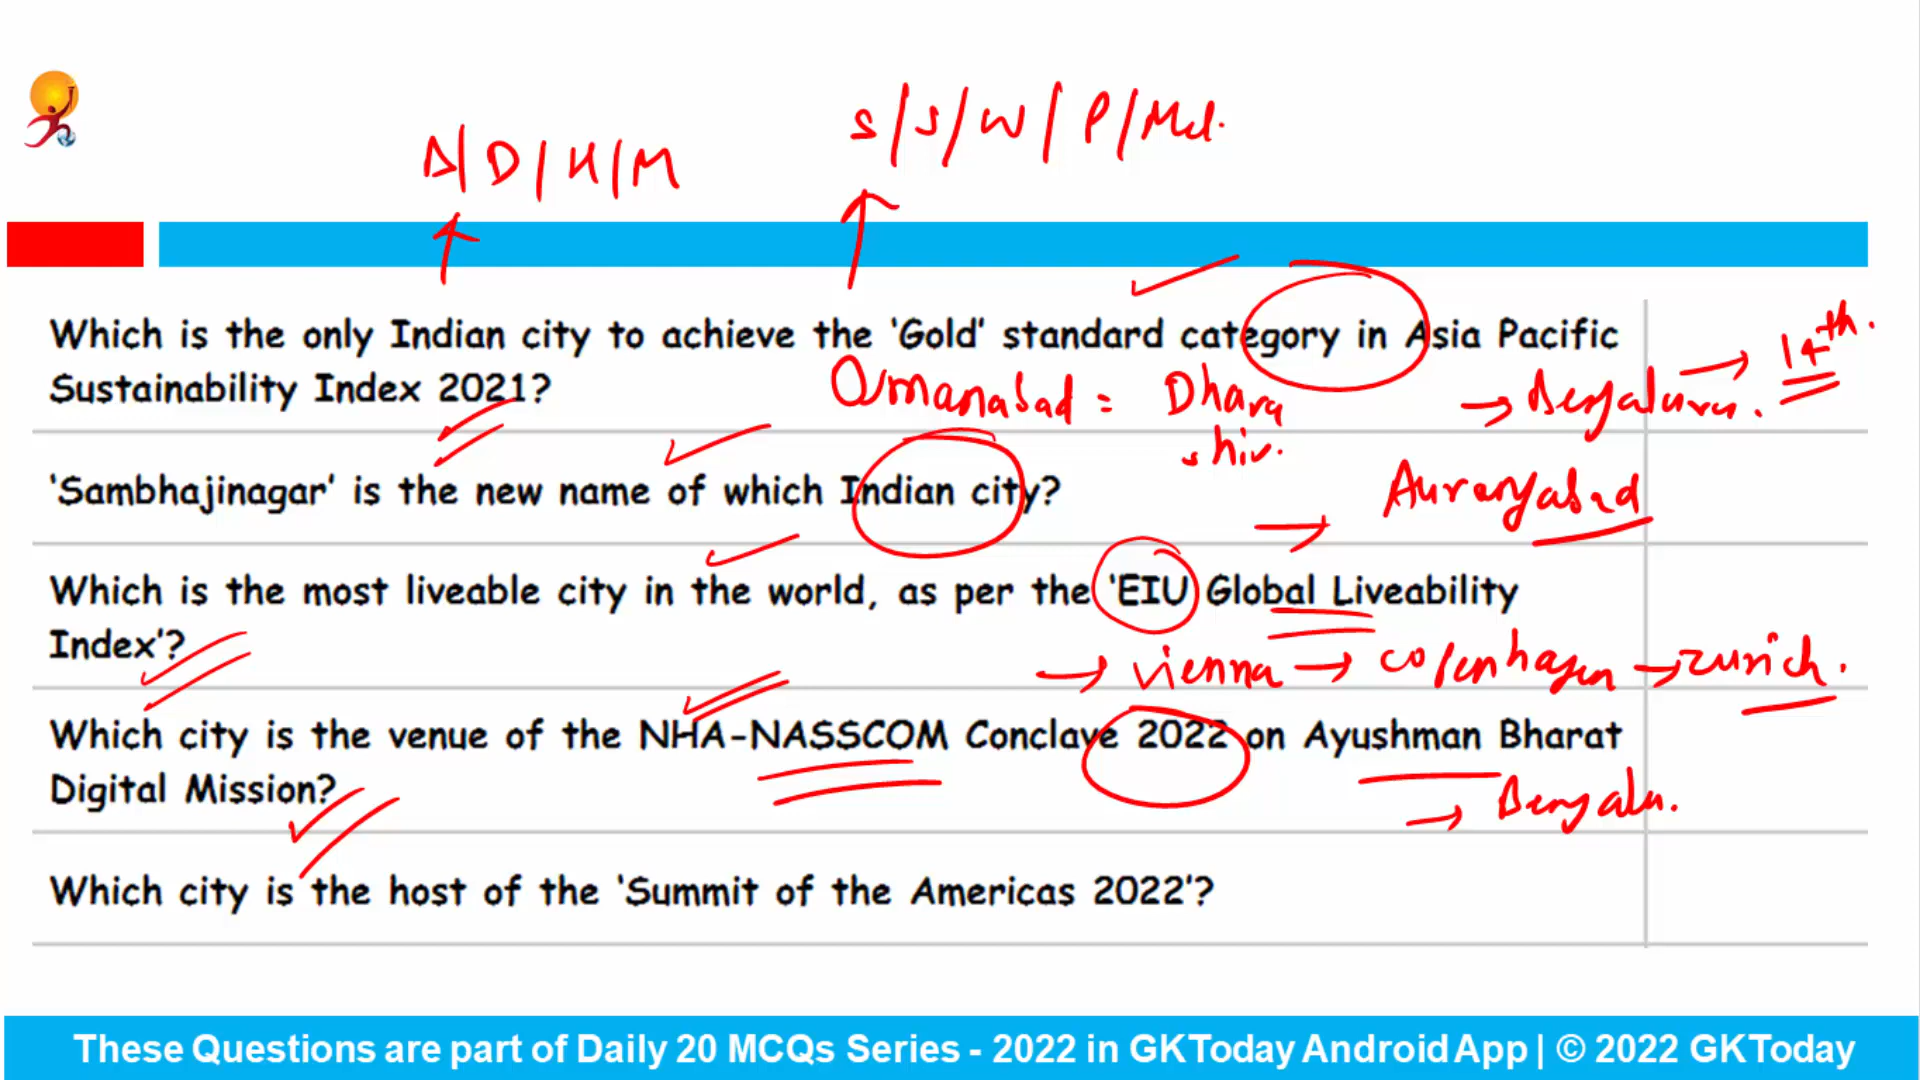 S/S/W/P/Md.
D/D/H/M
Which is the only Indian city to achieve the ‘Gold’ standard category in Asia Pacific
Sustainability Index 2021?
→ Bengaluru. → 14th.
Osmanabad = Dhara
shiv.
‘Sambhajinagar’ is the new name of which Indian city?
→ Aurangabad
Which is the most liveable city in the world, as per the ‘EIU Global Liveability
Index’?
→ Vienna → Copenhagen → Zurich.
Which city is the venue of the NHA-NASSCOM Conclave 2022 on Ayushman Bharat
Digital Mission?
→ Bengalu.
Which city is the host of the ‘Summit of the Americas 2022’?
These Questions are part of Daily 20 MCQs Series - 2022 in GKToday Android App | © 2022 GKToday